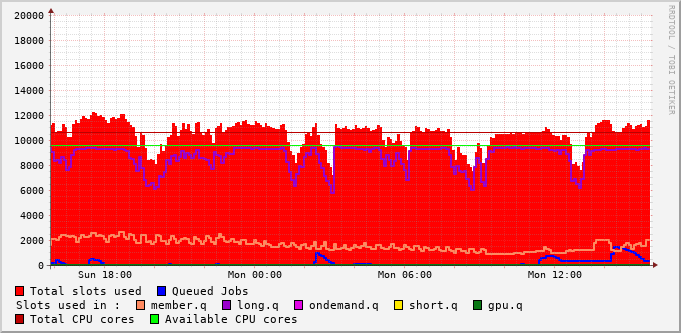 RRDTOOL / TOBI OETIKER
20000
18000
16000
14000
12000
10000
8000
6000
4000
2000
0
Sun 18:00 Mon 00:00 Mon 06:00 Mon 12:00
Total slots used Queued Jobs
Slots used in : member.q long.q ondemand.q short.q gpu.q
Total CPU cores Available CPU cores